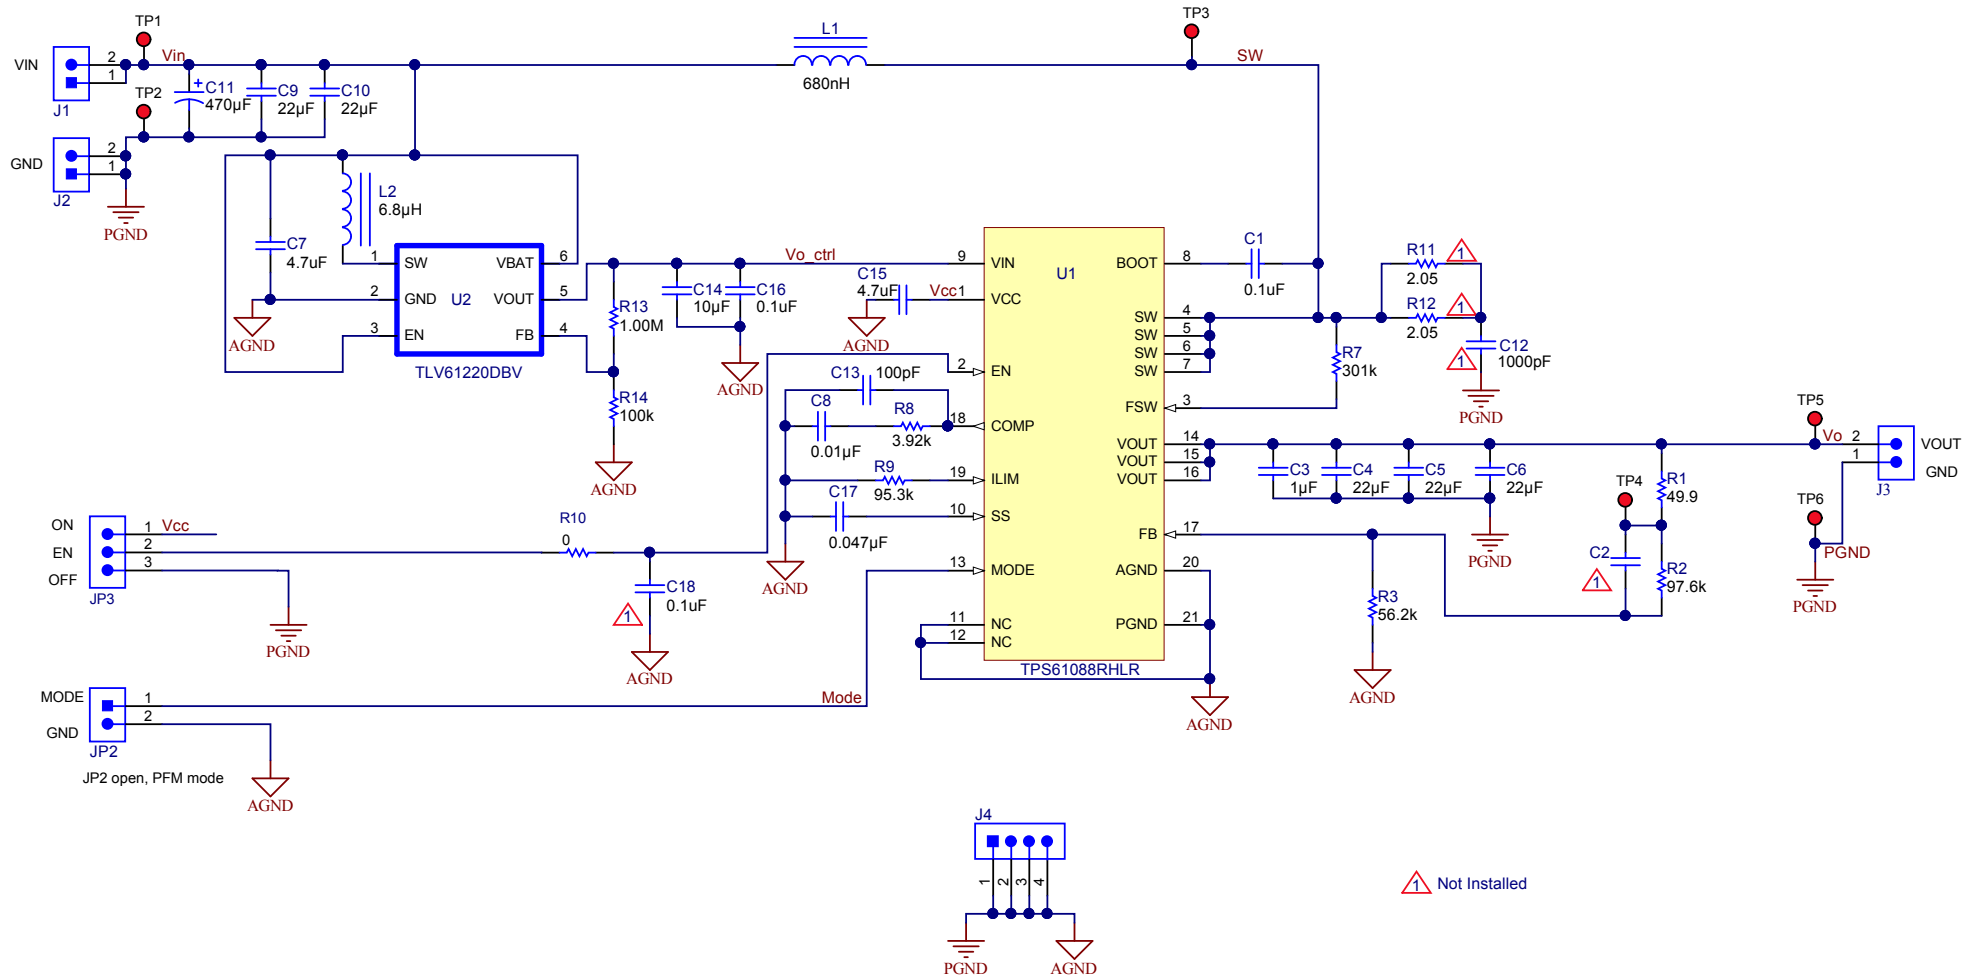 TP1
VIN
2
1
J1
Vin
+
C11
470µF
C9
22µF
C10
22µF
TP2
GND
2
1
J2
PGND
L1
680nH
TP3
SW
L2
6.8µH
C7
4.7uF
AGND
1
SW
2
GND
3
EN
U2
VBAT
6
VOUT
5
FB
4
TLV61220DBV
Vo_ctrl
R13
1.00M
R14
100k
AGND
C14
10µF
C16
0.1uF
AGND
C15
4.7uF
AGND
Vcc
U1
9
VIN
1
VCC
2
EN
18
COMP
19
ILIM
10
SS
13
MODE
11
NC
12
NC
BOOT
8
SW
4
SW
5
SW
6
SW
7
FSW
3
VOUT
14
VOUT
15
VOUT
16
FB
17
AGND
20
PGND
21
TPS61088RHLR
C13
100pF
C8
0.01µF
R8
3.92k
R9
95.3k
C17
0.047µF
AGND
C1
0.1uF
R11
2.05
1
R12
2.05
1
C12
1000pF
1
PGND
R7
301k
C3
1µF
C4
22µF
C5
22µF
C6
22µF
PGND
TP5
Vo
2
1
VOUT
GND
J3
TP4
R1
49.9
TP6
PGND
PGND
C2
1
R2
97.6k
R3
56.2k
AGND
AGND
ON
EN
OFF
1
2
3
Vcc
JP3
PGND
R10
0
C18
0.1uF
1
AGND
MODE
GND
1
2
JP2
Mode
JP2 open, PFM mode
AGND
J4
1
2
3
4
PGND
AGND
1
Not Installed